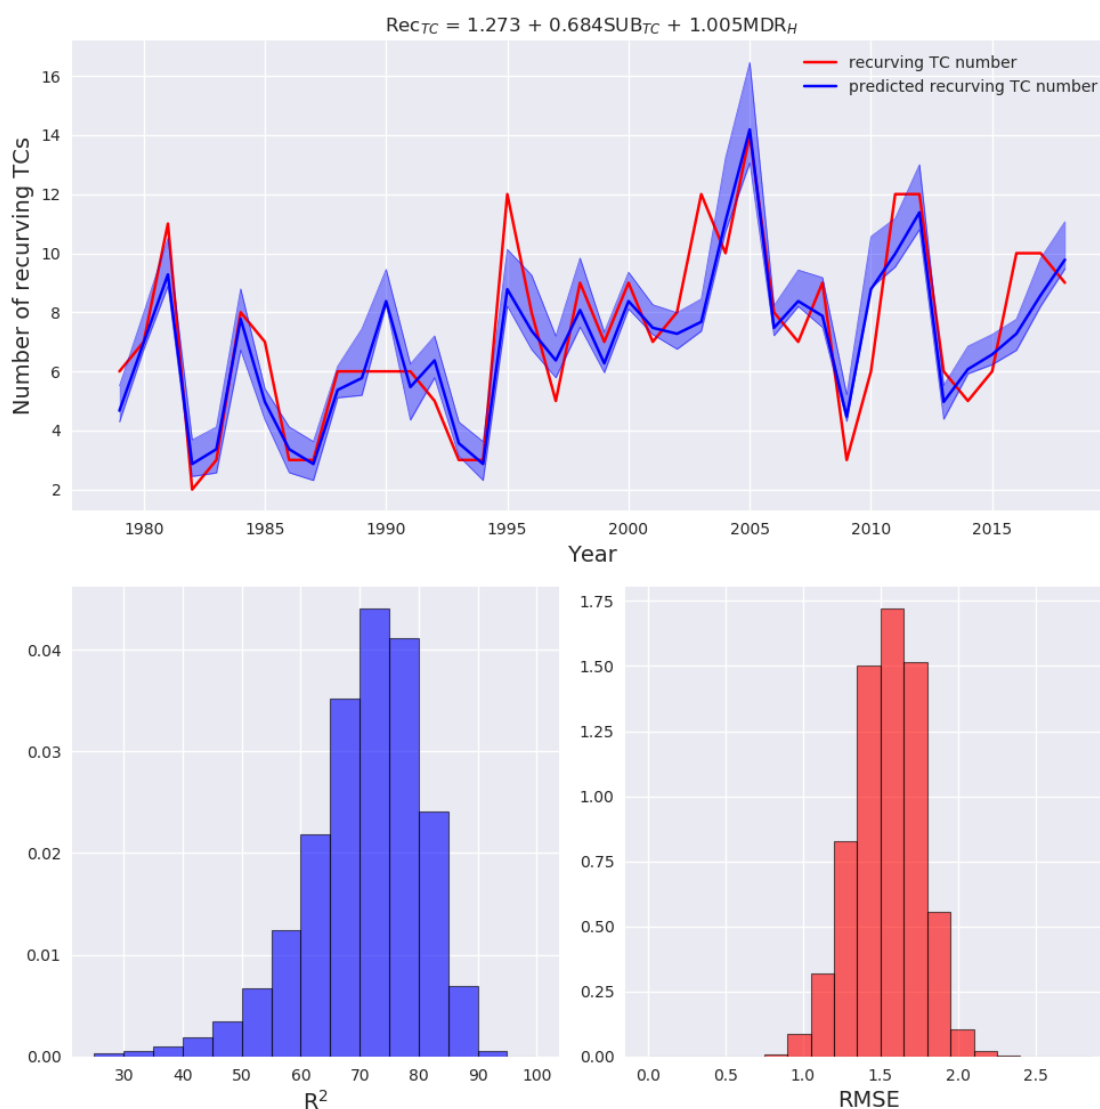 Rec_TC = 1.273 + 0.684SUB_TC + 1.005MDR_H
recurving TC number
predicted recurving TC number
Number of recurving TCs
16
14
12
10
8
6
4
2
1980 1985 1990 1995 2000 2005 2010 2015
Year
0.04
0.03
0.02
0.01
0.00
30 40 50 60 70 80 90 100
R²
1.75
1.50
1.25
1.00
0.75
0.50
0.25
0.00
0.0 0.5 1.0 1.5 2.0 2.5
RMSE